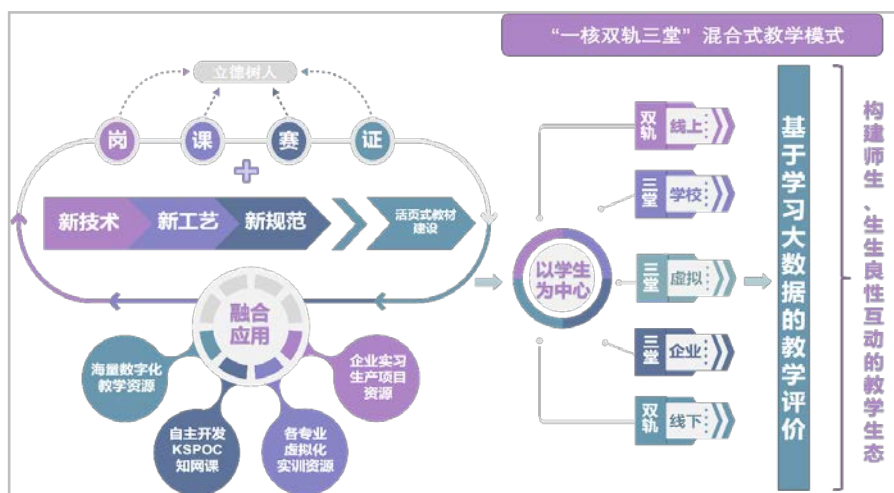 “一核双轨三堂”混合式教学模式
立德树人
岗
课
赛
证
新技术
新工艺
新规范
活页式教材
建设
融合
应用
海量数字化
教学资源
自主开发
KSPOC
知网课
各专业
虚拟化
实训资源
企业实习
生产项目
资源
以学生
为中心
双轨
线上
三堂
学校
三堂
虚拟
三堂
企业
双轨
线下
基于学习大数据的教学评价
构建师生、生生良性互动的教学生态